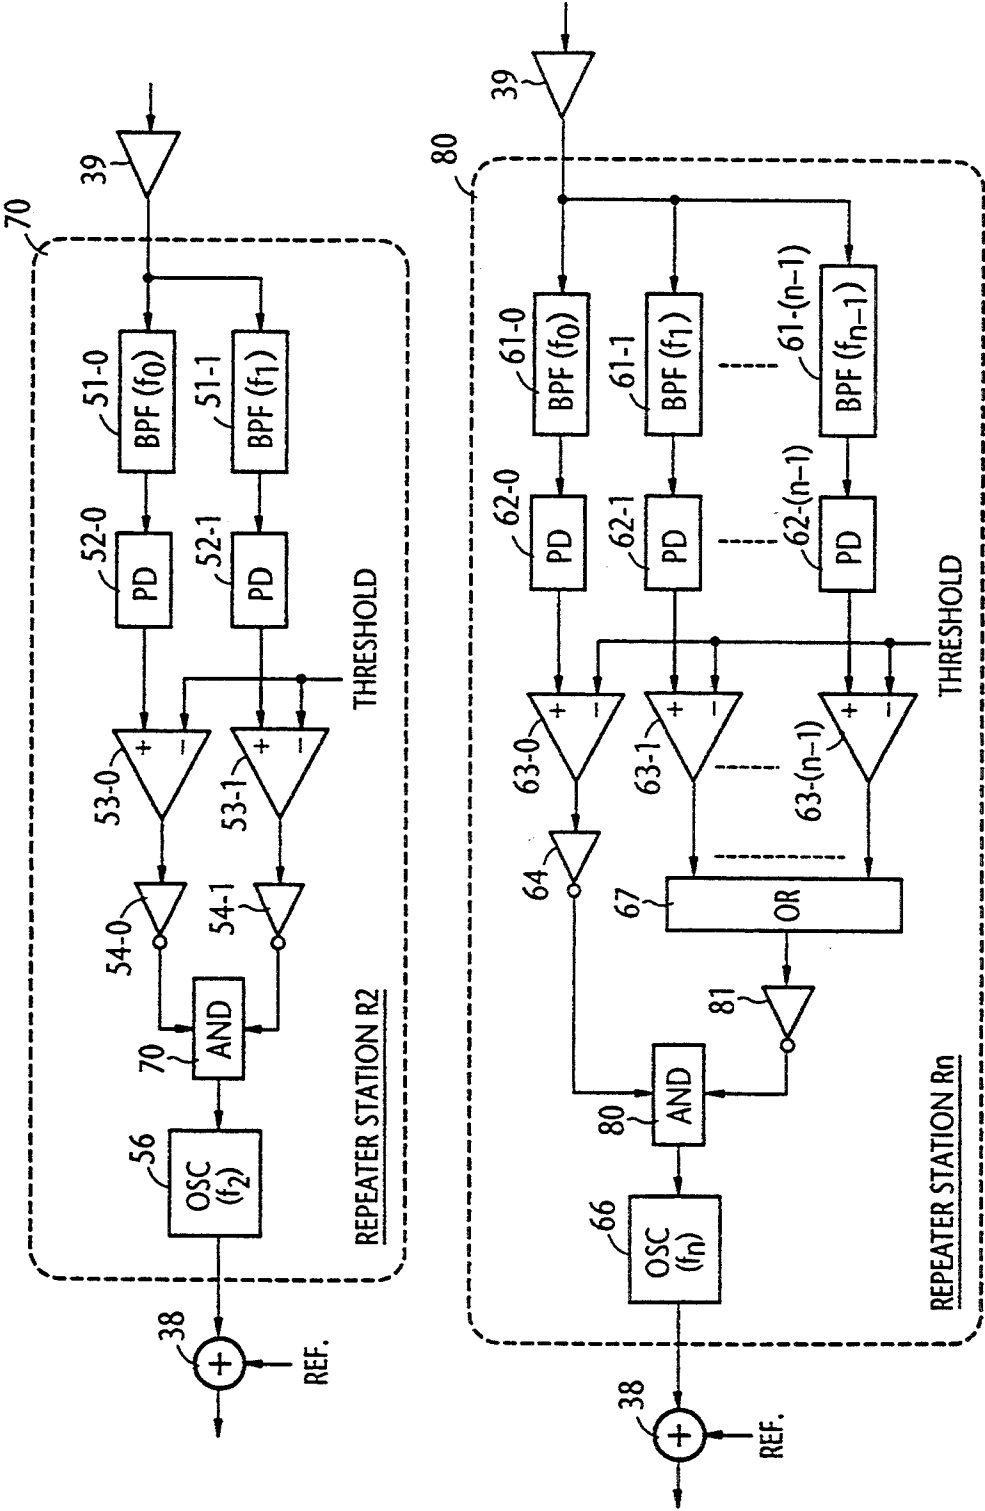 39
70
51-0
BPF (f0)
51-1
BPF (f1)
52-0
PD
52-1
PD
THRESHOLD
53-0
+
−
53-1
+
−
54-0
54-1
70
AND
56
OSC
(f2)
REPEATER STATION R2
38
+
REF.
39
80
61-0
BPF (f0)
61-1
BPF (f1)
61-(n−1)
BPF (fn−1)
62-0
PD
62-1
PD
62-(n−1)
PD
THRESHOLD
63-0
+
−
63-1
+
−
63-(n−1)
+
−
64
67
OR
81
80
AND
66
OSC
(fn)
REPEATER STATION Rn
38
+
REF.